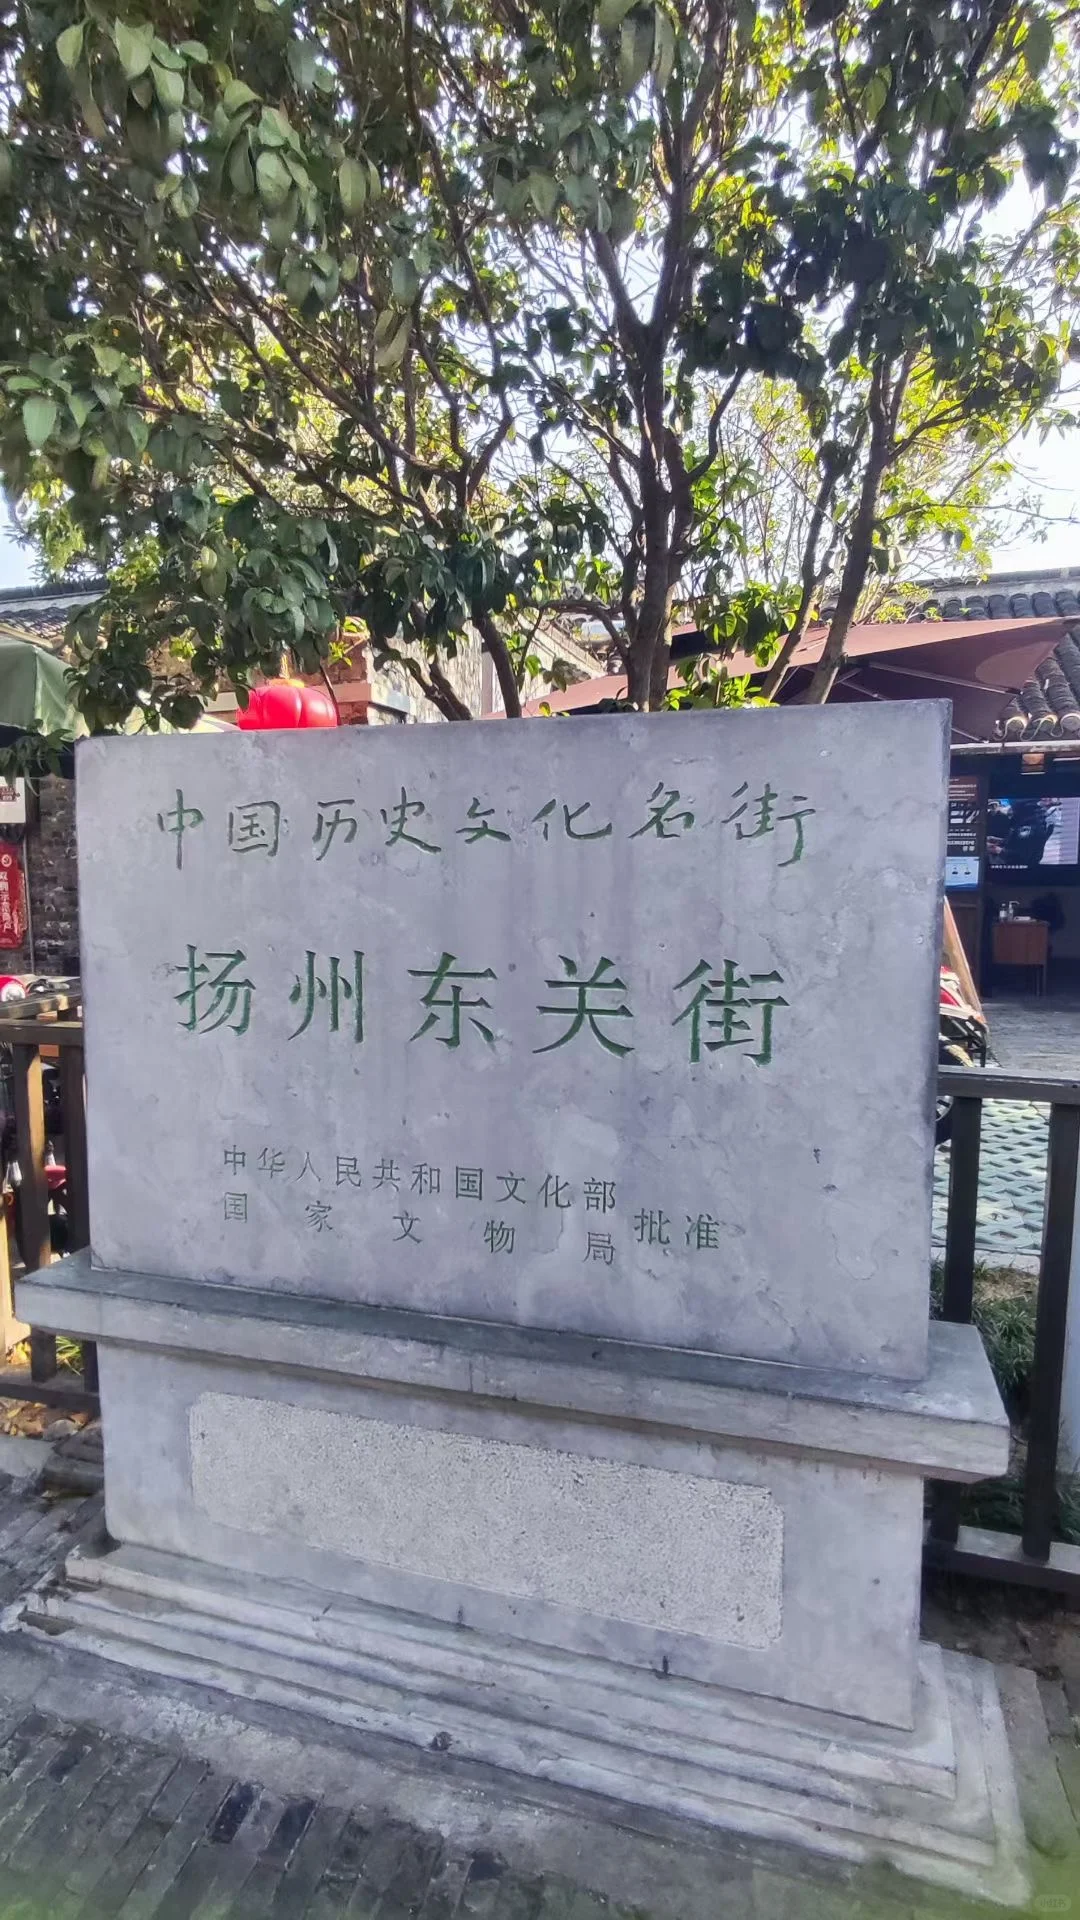 中国历史文化名街
扬州东关街
中华人民共和国文化部
国家文物局
批准